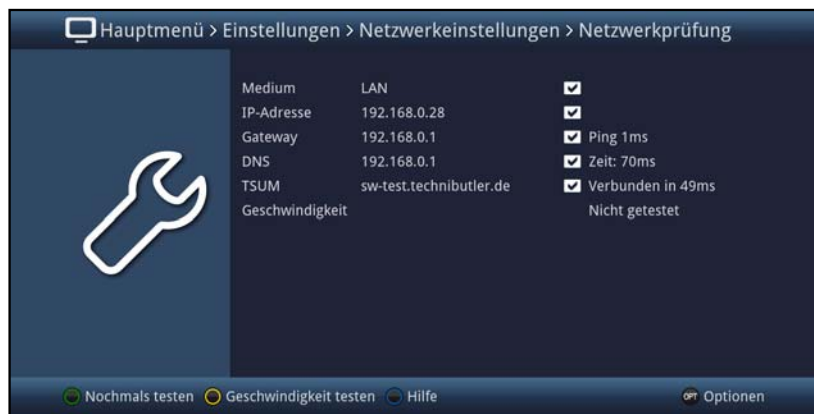 Hauptmenü > Einstellungen > Netzwerkeinstellungen > Netzwerkprüfung
Medium LAN
IP-Adresse 192.168.0.28
Gateway 192.168.0.1 Ping 1ms
DNS 192.168.0.1 Zeit: 70ms
TSUM sw-test.technibutler.de Verbunden in 49ms
Geschwindigkeit Nicht getestet
Nochmals testen Geschwindigkeit testen Hilfe OPT Optionen